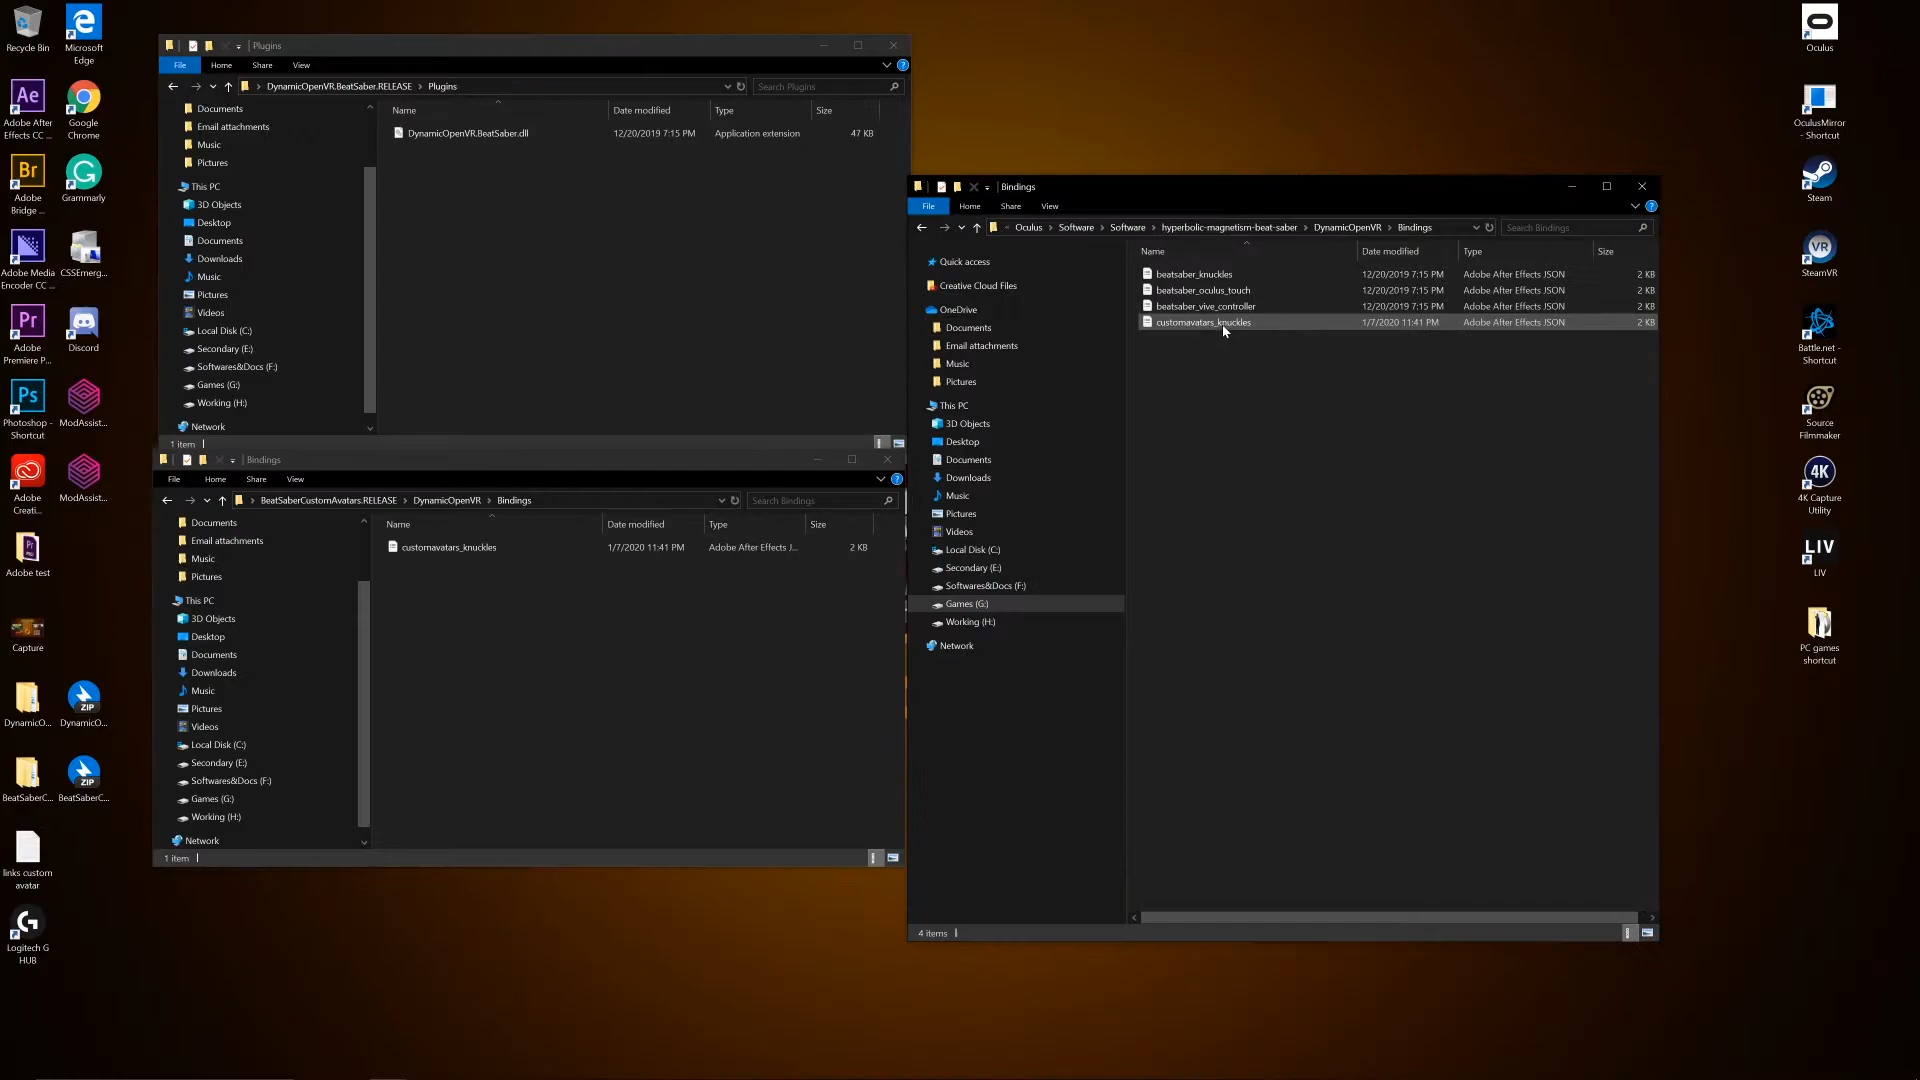 Recycle Bin
Microsoft
Edge
Adobe After
Effects CC ...
Google
Chrome
Adobe
Bridge ...
Grammarly
Adobe Media
Encoder CC ...
CSSEmerg...
Adobe
Premiere P...
Discord
Photoshop -
Shortcut
ModAssist...
Adobe
Creati...
ModAssist...
Adobe test
Capture
DynamicO...
DynamicO...
BeatSaberC...
BeatSaberC...
links custom
avatar
Logitech G
HUB
Plugins
File
Home
Share
View
DynamicOpenVR.BeatSaber.RELEASE > Plugins
Search Plugins
Documents
Email attachments
Music
Pictures
This PC
3D Objects
Desktop
Documents
Downloads
Music
Pictures
Videos
Local Disk (C:)
Secondary (E:)
Softwares&Docs (F:)
Games (G:)
Working (H:)
Network
Name
Date modified
Type
Size
DynamicOpenVR.BeatSaber.dll
12/20/2019 7:15 PM
Application extension
47 KB
1 item
Bindings
File
Home
Share
View
BeatSaberCustomAvatars.RELEASE > DynamicOpenVR > Bindings
Search Bindings
Documents
Email attachments
Music
Pictures
This PC
3D Objects
Desktop
Documents
Downloads
Music
Pictures
Videos
Local Disk (C:)
Secondary (E:)
Softwares&Docs (F:)
Games (G:)
Working (H:)
Network
Name
Date modified
Type
Size
customavatars_knuckles
1/7/2020 11:41 PM
Adobe After Effects J...
2 KB
1 item
Bindings
File
Home
Share
View
« Oculus > Software > Software > hyperbolic-magnetism-beat-saber > DynamicOpenVR > Bindings
Search Bindings
Quick access
Creative Cloud Files
OneDrive
Documents
Email attachments
Music
Pictures
This PC
3D Objects
Desktop
Documents
Downloads
Music
Pictures
Videos
Local Disk (C:)
Secondary (E:)
Softwares&Docs (F:)
Games (G:)
Working (H:)
Network
Name
Date modified
Type
Size
beatsaber_knuckles
12/20/2019 7:15 PM
Adobe After Effects JSON
2 KB
beatsaber_oculus_touch
12/20/2019 7:15 PM
Adobe After Effects JSON
2 KB
beatsaber_vive_controller
12/20/2019 7:15 PM
Adobe After Effects JSON
2 KB
customavatars_knuckles
1/7/2020 11:41 PM
Adobe After Effects JSON
2 KB
4 items
Oculus
OculusMirror
- Shortcut
Steam
SteamVR
Battle.net -
Shortcut
Source
Filmmaker
4K Capture
Utility
LIV
LIV
PC games
shortcut